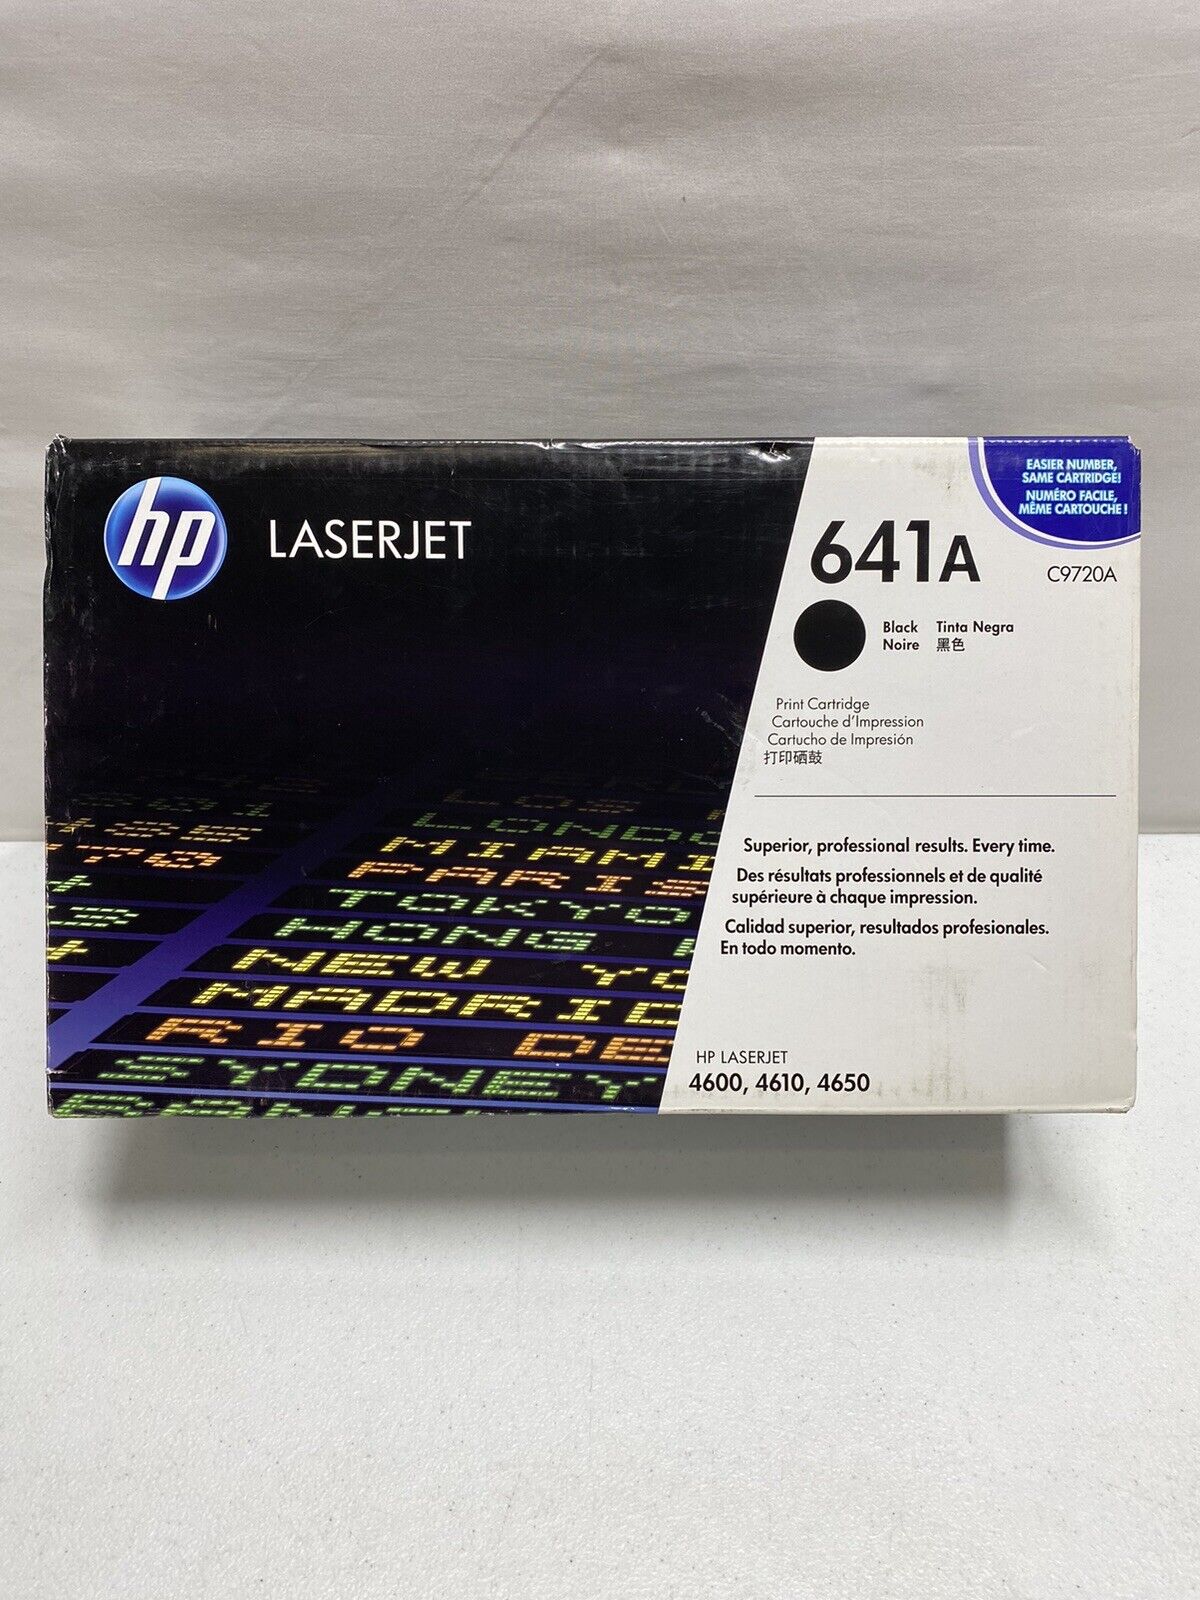 hp
LASERJET
EASIER NUMBER,
SAME CARTRIDGE!
NUMÉRO FACILE,
MÊME CARTOUCHE !
641A
C9720A
Black Tinta Negra
Noire 黑色
Print Cartridge
Cartouche d'Impression
Cartucho de Impresión
打印硒鼓
Superior, professional results. Every time.
Des résultats professionnels et de qualité
supérieure à chaque impression.
Calidad superior, resultados profesionales.
En todo momento.
HP LASERJET
4600, 4610, 4650
MIAMI
PARIS
TOKYO
HONG
NEW YO
MADRID
RIO DE
SYDNEY